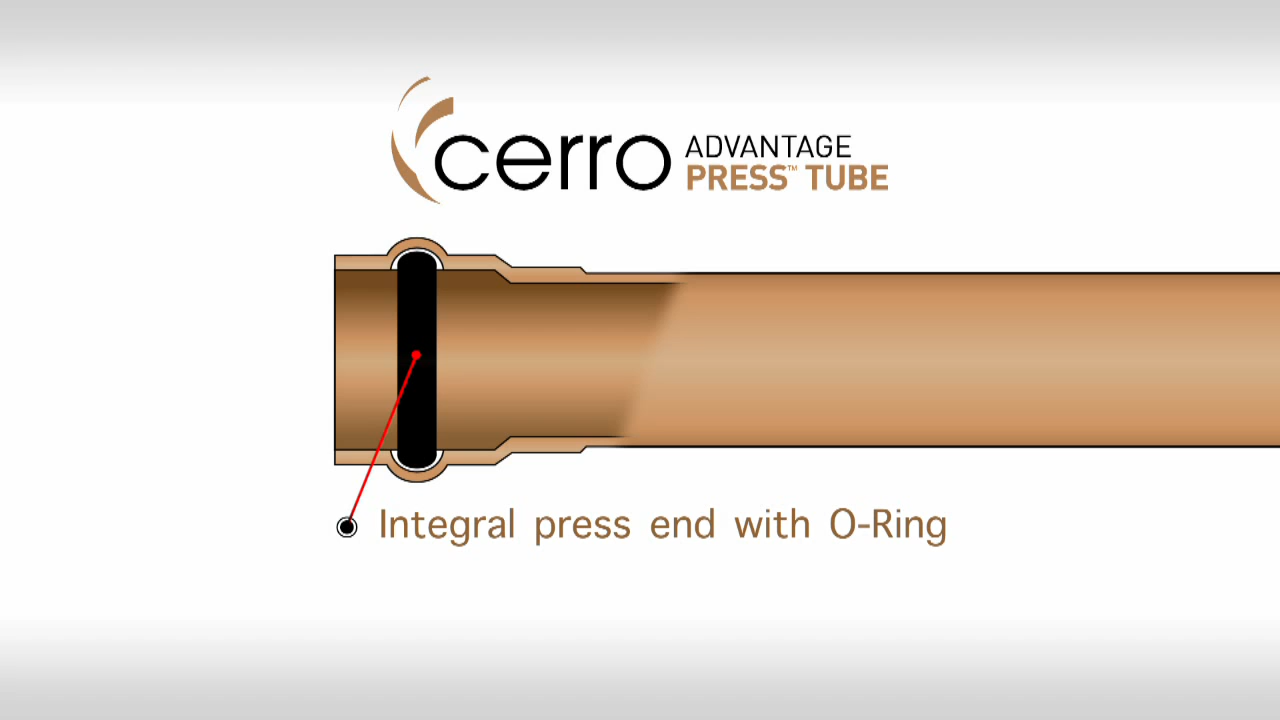 cerro ADVANTAGE
PRESS™ TUBE
Integral press end with O-Ring